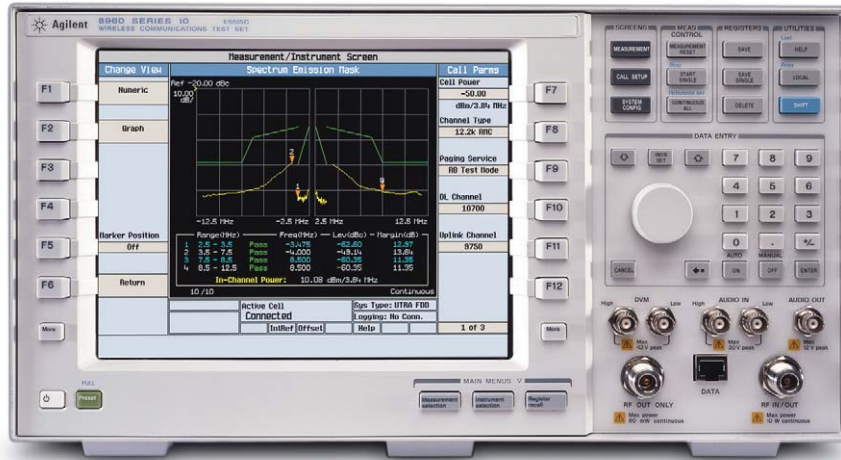 Agilent 8960 SERIES 10 E5515C
WIRELESS COMMUNICATIONS TEST SET
Measurement/Instrument Screen
Change View Spectrum Emission Mask Call Parms
Numeric
Graph
Marker Position
Off
Return
Ref -20.00 dBc
10.00
dB/
2
1
-12.5 MHz -2.5 MHz 2.5 MHz 12.5 MHz
Range(MHz) Freq(MHz) Lev(dBc) Margin(dB)
1 2.5 - 3.5 Pass -3.475 -62.60 12.97
2 3.5 - 7.5 Pass -4.000 -49.14 13.64
3 7.5 - 8.5 Pass 8.500 -60.35 11.35
4 8.5 - 12.5 Pass 8.500 -60.35 11.35
In-Channel Power: 10.08 dBm/3.84 MHz
10/10 Continuous
Cell Power
-50.00
dBm/3.84 MHz
Channel Type
12.2k RMC
Paging Service
RB Test Mode
DL Channel
10700
Uplink Channel
9750
Active Cell
Connected
Sys Type: UTRA FDD
Logging: No Conn.
IntRef Offset Help
1 of 3
F1
F2
F3
F4
F5
F6
More
F7
F8
F9
F10
F11
F12
More
FULL
Preset
MAIN MENUS
Measurement selection
Instrument selection
Register recall
SCREENS
MEASUREMENT
CALL SETUP
SYSTEM CONFIG
MEAS CONTROL
MEASUREMENT RESET
Stop
START SINGLE
CONTINUOUS ALL
REGISTERS
SAVE
SAVE SINGLE
DELETE
UTILITIES
HELP
Print
LOCAL
SHIFT
DATA ENTRY
INCR SET
7 8 9
4 5 6
1 2 3
0 . +/-
AUTO MANUAL
CANCEL ON OFF ENTER
High DVM Low
Max 42V peak
High AUDIO IN Low
Max 30V peak
AUDIO OUT
Max 12V peak
DATA
RF OUT ONLY
Max power
60 mW continuous
RF IN/OUT
Max power
10 W continuous